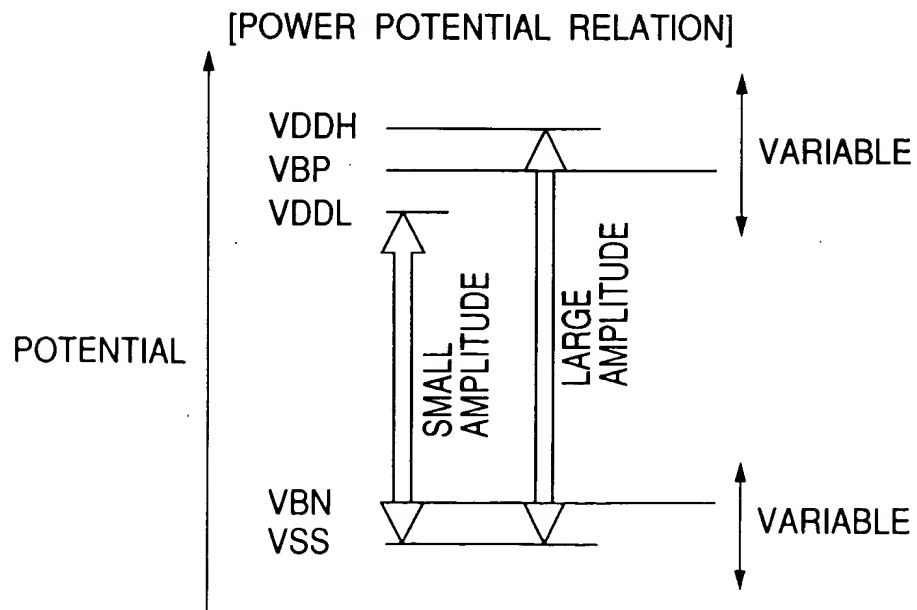 [POWER POTENTIAL RELATION]
VDDH
VBP
VDDL
VARIABLE
SMALL
AMPLITUDE
LARGE
AMPLITUDE
POTENTIAL
VBN
VSS
VARIABLE